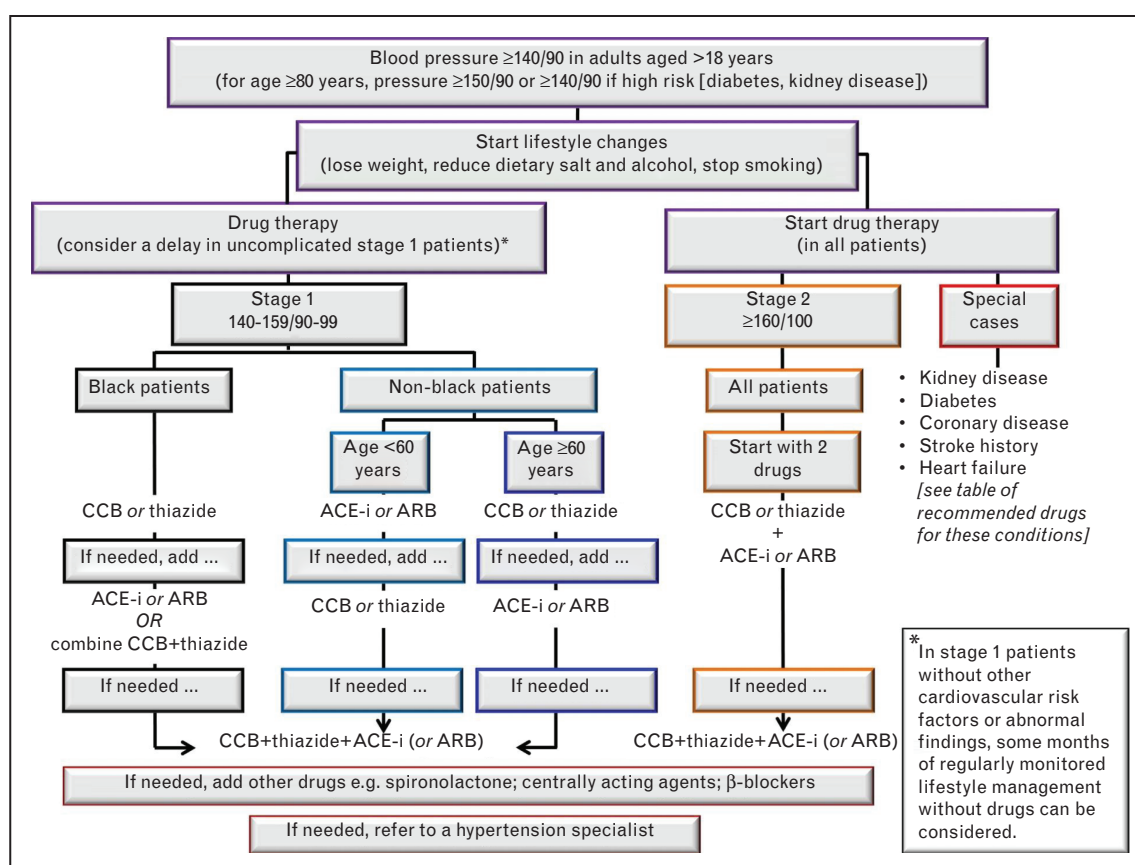 Blood pressure ≥140/90 in adults aged >18 years
(for age ≥80 years, pressure ≥150/90 or ≥140/90 if high risk [diabetes, kidney disease])
Start lifestyle changes
(lose weight, reduce dietary salt and alcohol, stop smoking)
Drug therapy
(consider a delay in uncomplicated stage 1 patients)*
Start drug therapy
(in all patients)
Stage 1
140-159/90-99
Stage 2
≥160/100
Special
cases
Black patients
Non-black patients
All patients
• Kidney disease
• Diabetes
• Coronary disease
• Stroke history
• Heart failure
[see table of
recommended drugs
for these conditions]
Age <60
years
Age ≥60
years
Start with 2
drugs
CCB or thiazide
ACE-i or ARB
CCB or thiazide
CCB or thiazide
+
ACE-i or ARB
If needed, add ...
If needed, add ...
If needed, add ...
ACE-i or ARB
OR
combine CCB+thiazide
CCB or thiazide
ACE-i or ARB
If needed ...
If needed ...
If needed ...
If needed ...
CCB+thiazide+ACE-i (or ARB)
CCB+thiazide+ACE-i (or ARB)
If needed, add other drugs e.g. spironolactone; centrally acting agents; β-blockers
If needed, refer to a hypertension specialist
*In stage 1 patients
without other
cardiovascular risk
factors or abnormal
findings, some months
of regularly monitored
lifestyle management
without drugs can be
considered.